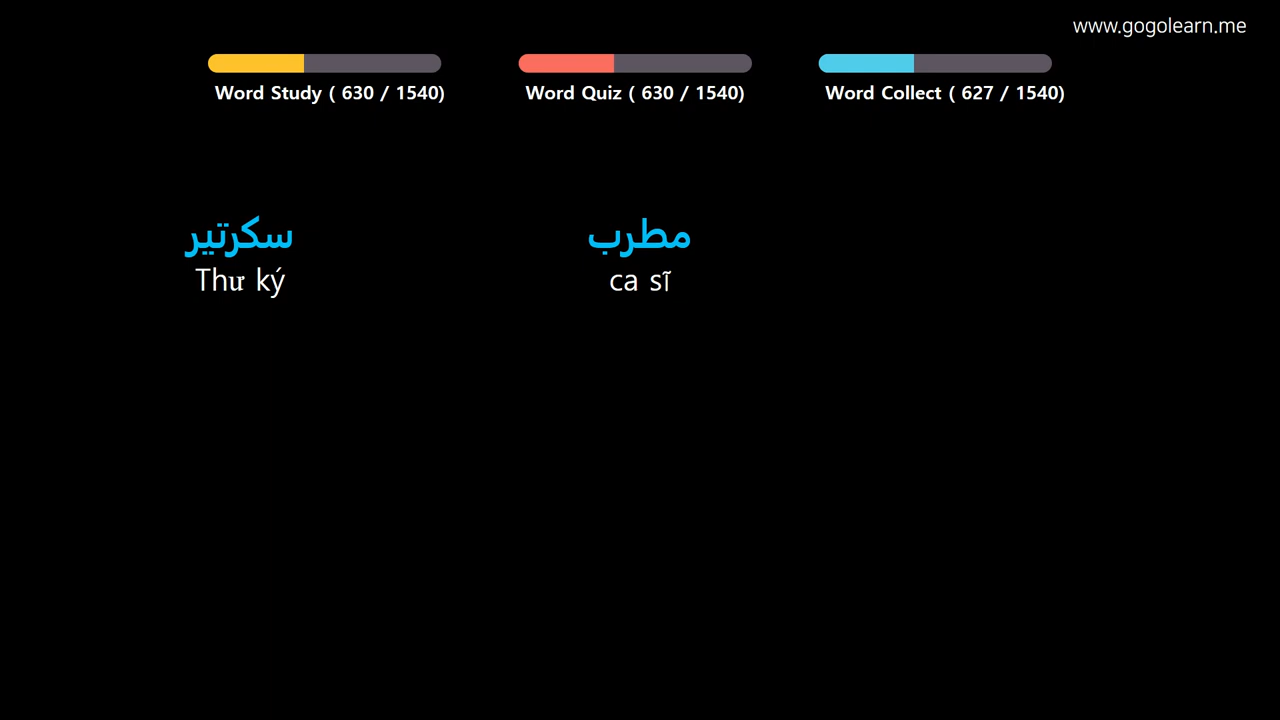 www.gogolearn.me
Word Study ( 630 / 1540)
Word Quiz ( 630 / 1540)
Word Collect ( 627 / 1540)
سكرتير
Thư ký
مطرب
ca sĩ